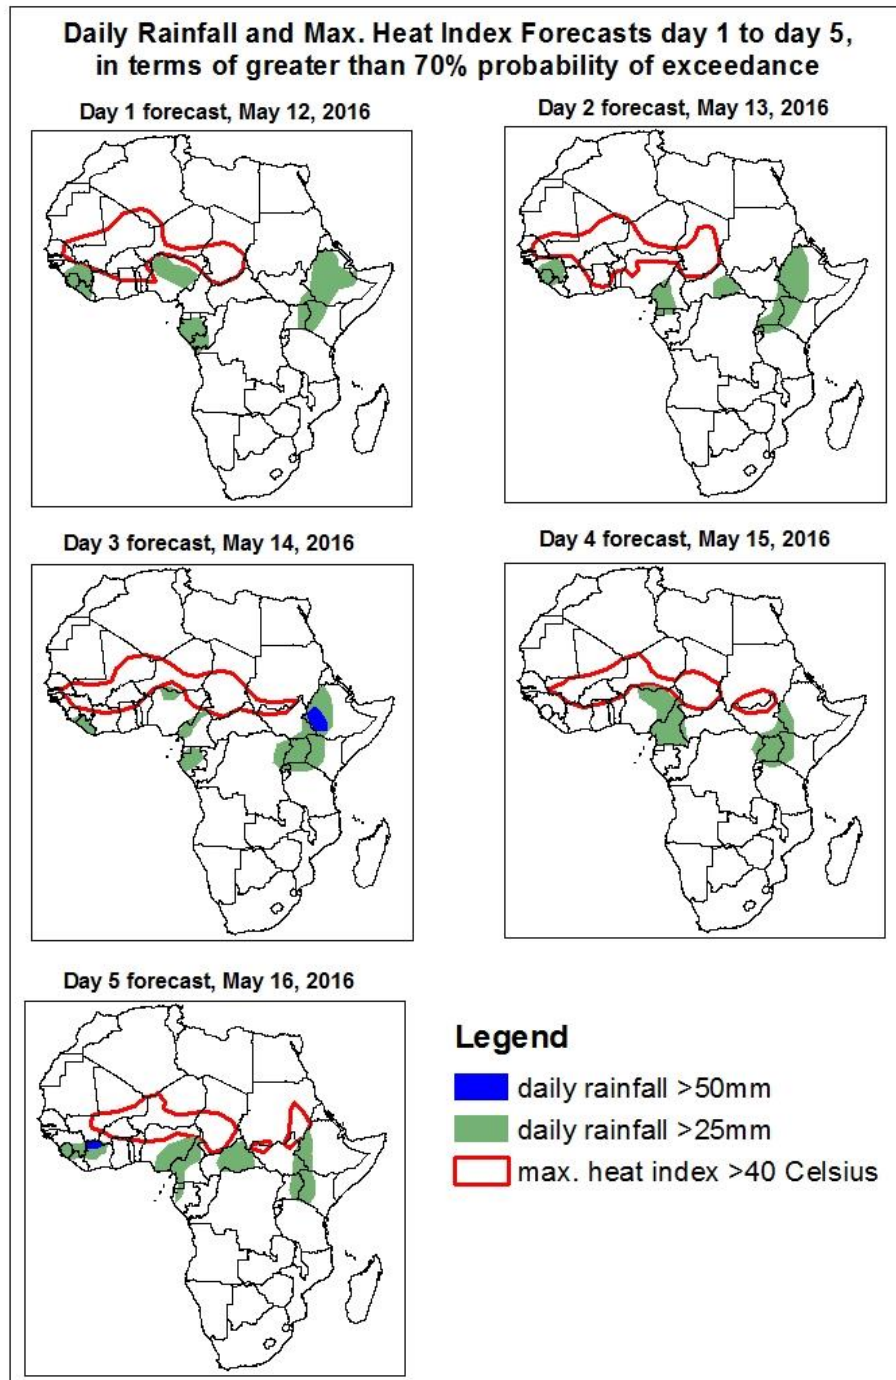 Daily Rainfall and Max. Heat Index Forecasts day 1 to day 5,
in terms of greater than 70% probability of exceedance
Day 1 forecast, May 12, 2016
Day 2 forecast, May 13, 2016
Day 3 forecast, May 14, 2016
Day 4 forecast, May 15, 2016
Day 5 forecast, May 16, 2016
Legend
daily rainfall >50mm
daily rainfall >25mm
max. heat index >40 Celsius